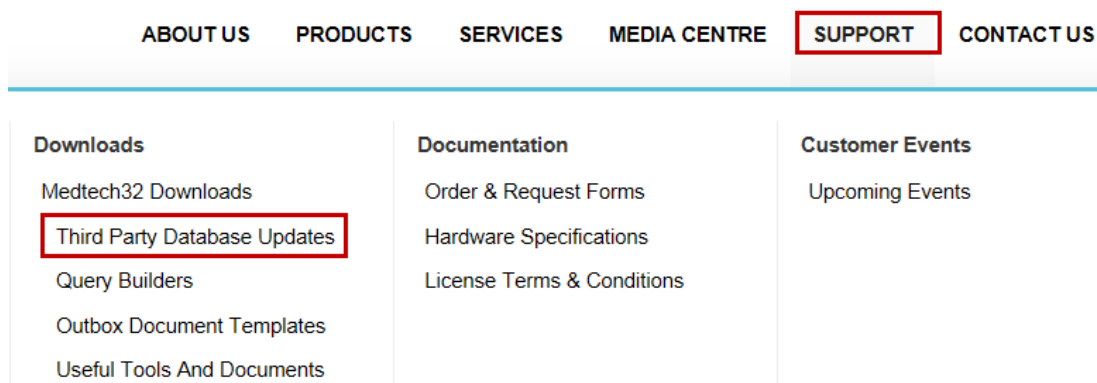 ABOUT US PRODUCTS SERVICES MEDIA CENTRE SUPPORT CONTACT US
Downloads
Medtech32 Downloads
Third Party Database Updates
Query Builders
Outbox Document Templates
Useful Tools And Documents
Documentation
Order & Request Forms
Hardware Specifications
License Terms & Conditions
Customer Events
Upcoming Events